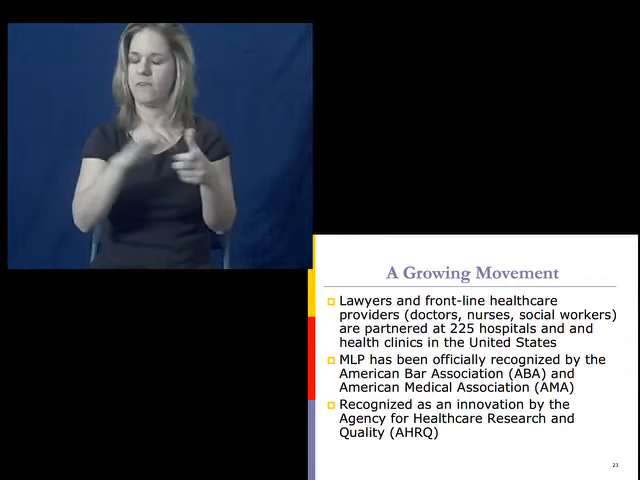 A Growing Movement
Lawyers and front-line healthcare
providers (doctors, nurses, social workers)
are partnered at 225 hospitals and and
health clinics in the United States
MLP has been officially recognized by the
American Bar Association (ABA) and
American Medical Association (AMA)
Recognized as an innovation by the
Agency for Healthcare Research and
Quality (AHRQ)
23